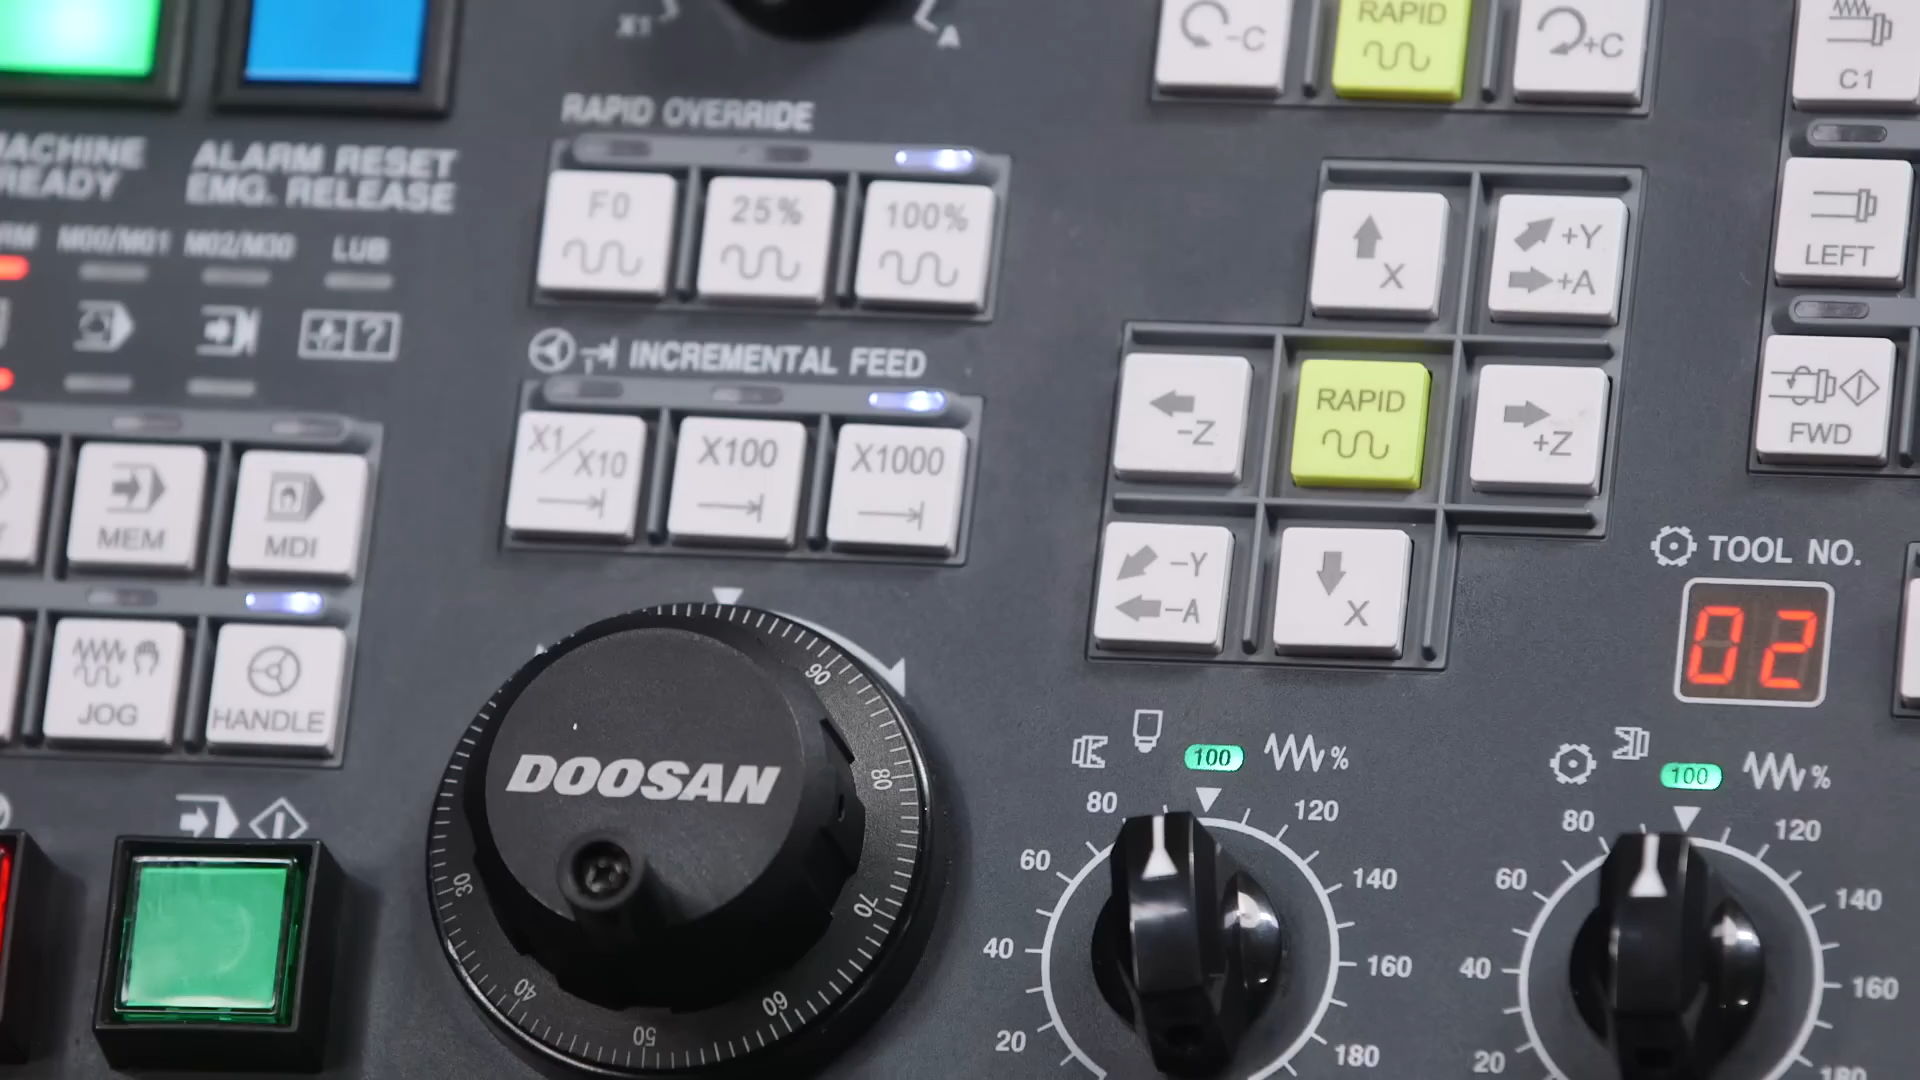 X1
A
-C
RAPID
+C
C1
RAPID OVERRIDE
MACHINE
READY
ALARM RESET
EMG. RELEASE
F0
25%
100%
M00/M01
M02/M30
LUB
?
X
+Y
+A
LEFT
INCREMENTAL FEED
X1/X10
X100
X1000
-Z
RAPID
+Z
FWD
MEM
MDI
-Y
-A
X
TOOL NO.
02
JOG
HANDLE
90
80
70
60
50
40
30
DOOSAN
100
%
80
120
60
140
40
160
20
180
100
%
80
120
60
140
40
160
20
180